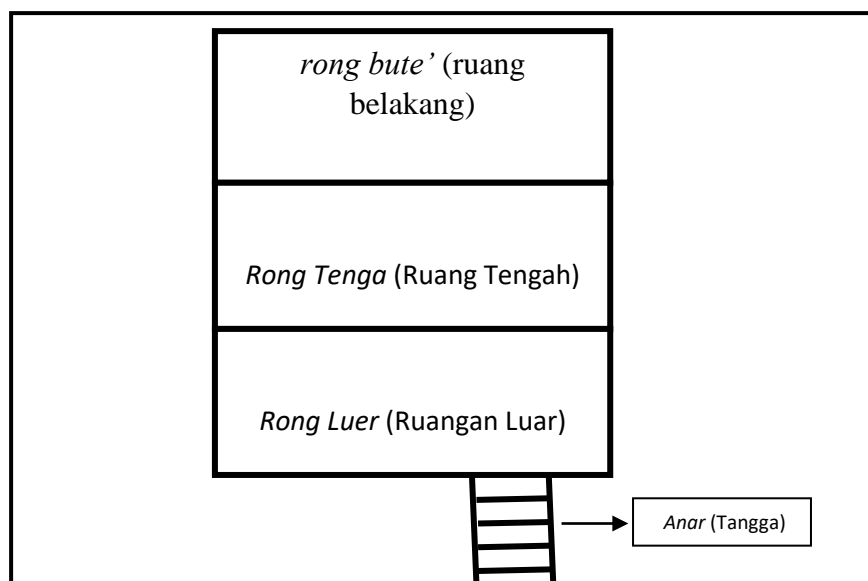 rong bute’ (ruang
belakang)
Rong Tenga (Ruang Tengah)
Rong Luer (Ruangan Luar)
Anar (Tangga)